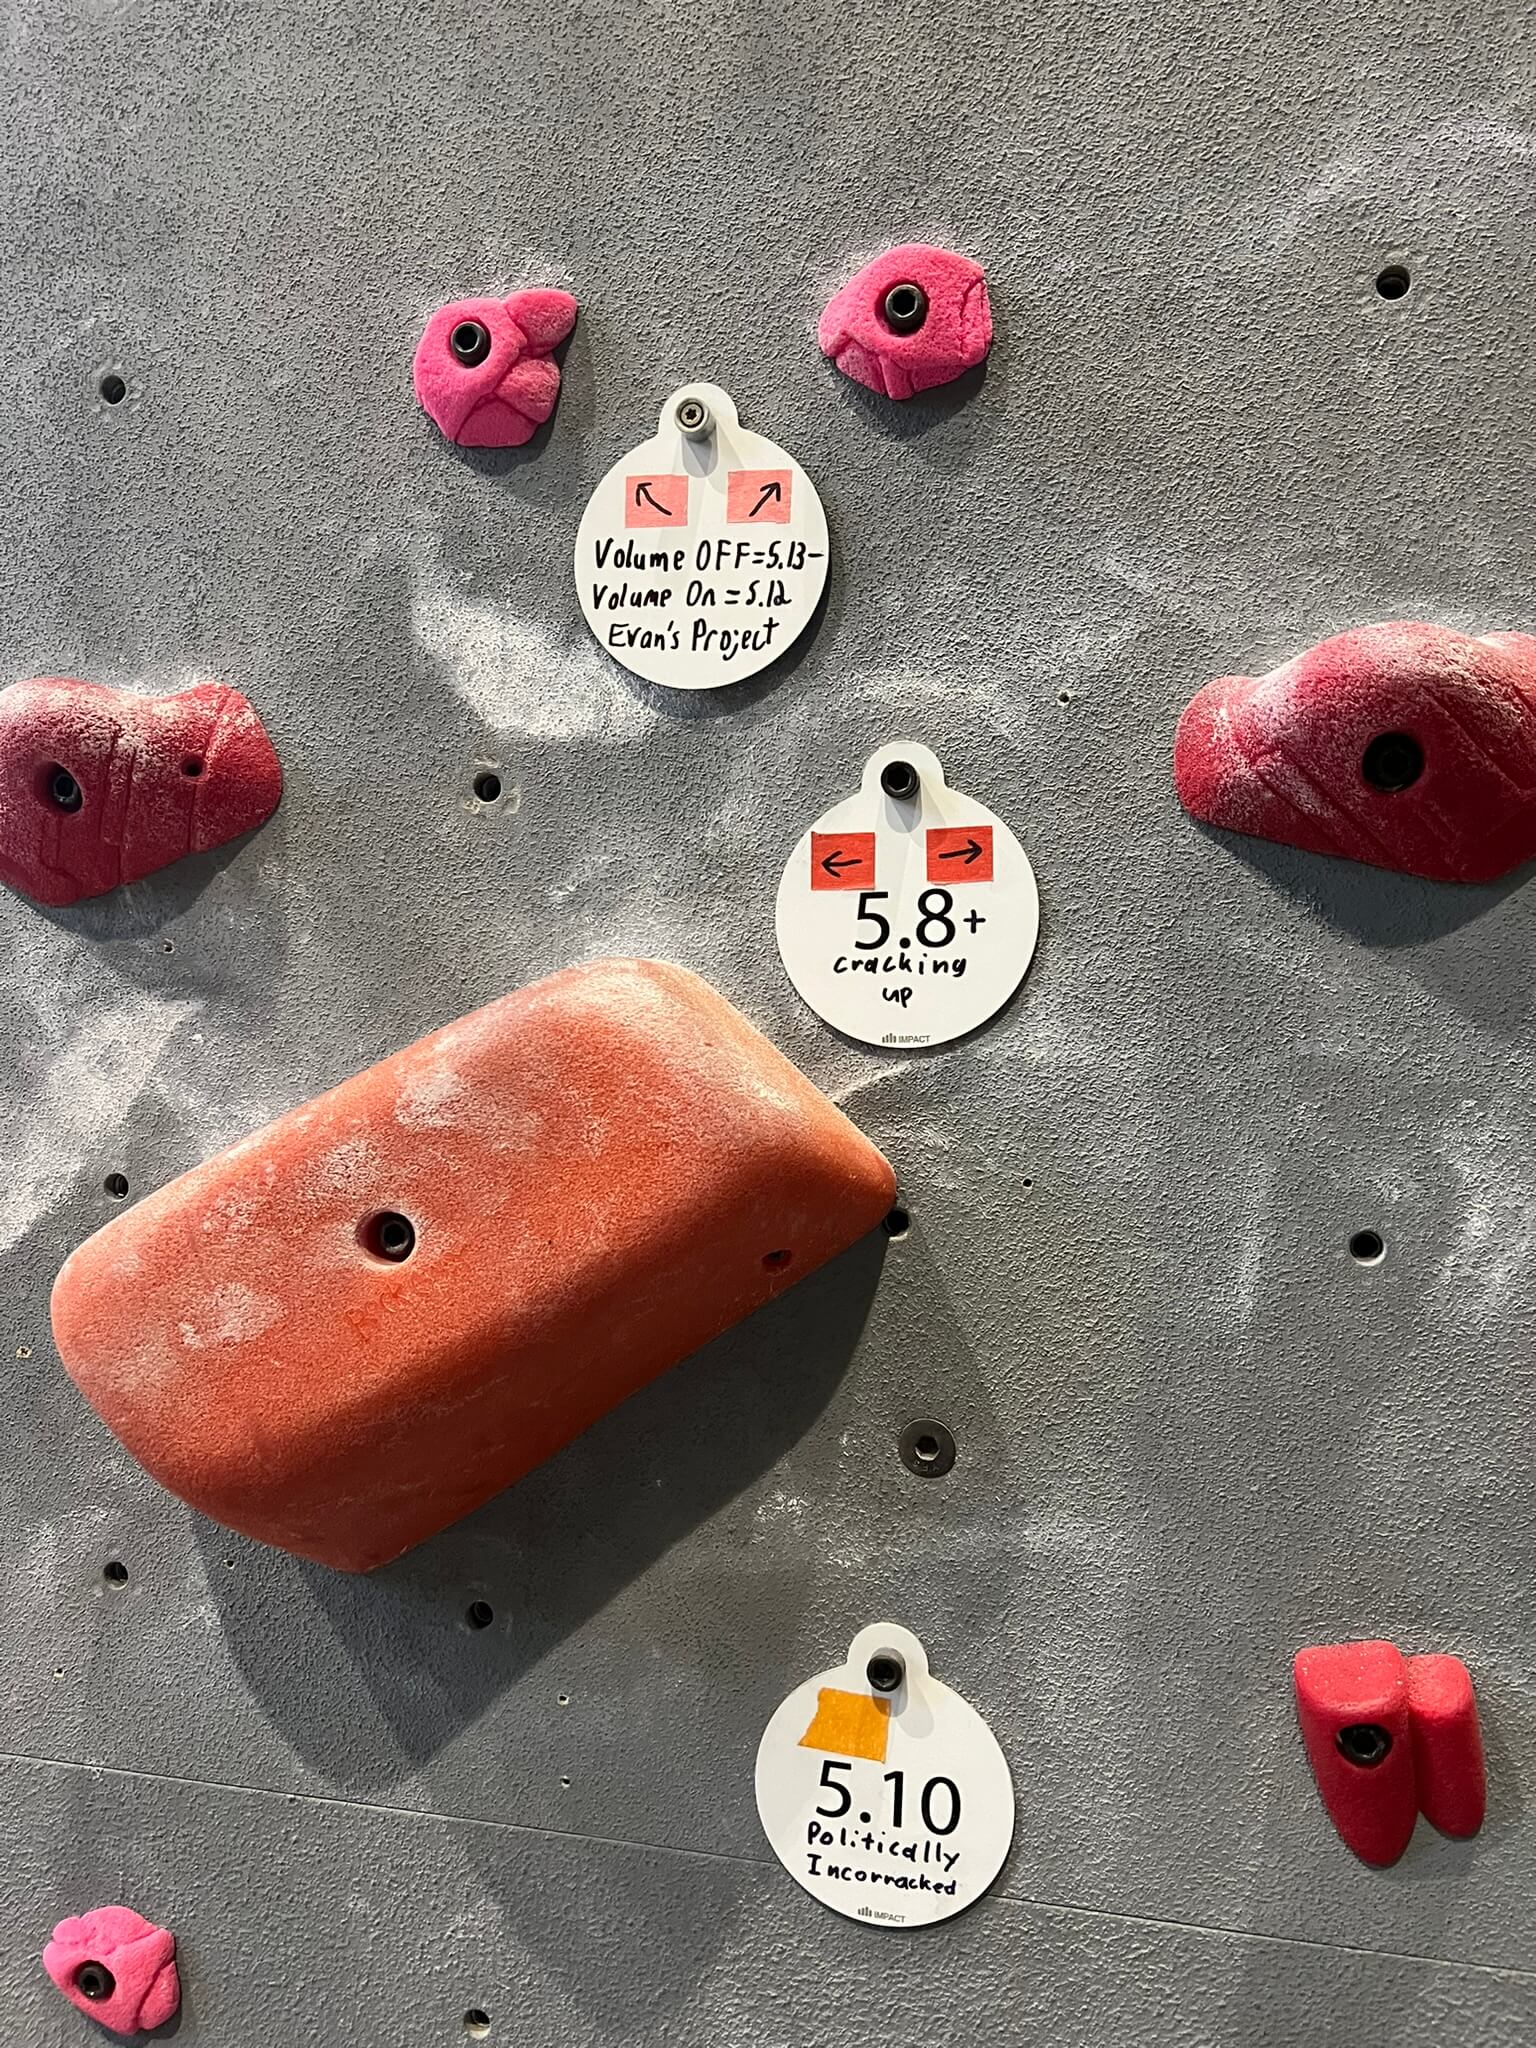 Volume OFF=5.13-
Volume On=5.12
Evan's Project
5.8+
cracking
up
IMPACT
5.10
Politically
Incorracked
IMPACT